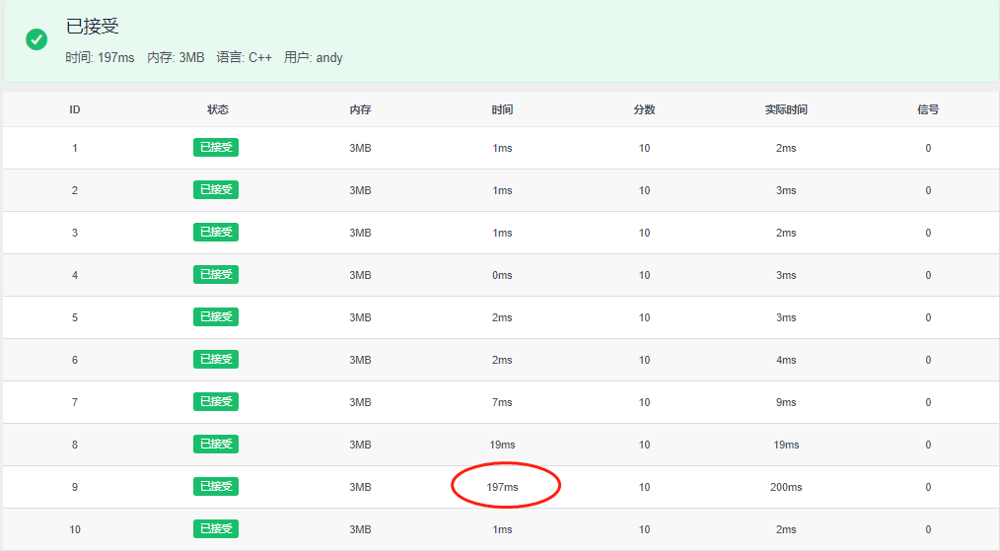 已接受
时间: 197ms 内存: 3MB 语言: C++ 用户: andy
ID 状态 内存 时间 分数 实际时间 信号
1 已接受 3MB 1ms 10 2ms 0
2 已接受 3MB 1ms 10 3ms 0
3 已接受 3MB 1ms 10 2ms 0
4 已接受 3MB 0ms 10 3ms 0
5 已接受 3MB 2ms 10 3ms 0
6 已接受 3MB 2ms 10 4ms 0
7 已接受 3MB 7ms 10 9ms 0
8 已接受 3MB 19ms 10 19ms 0
9 已接受 3MB 197ms 10 200ms 0
10 已接受 3MB 1ms 10 2ms 0